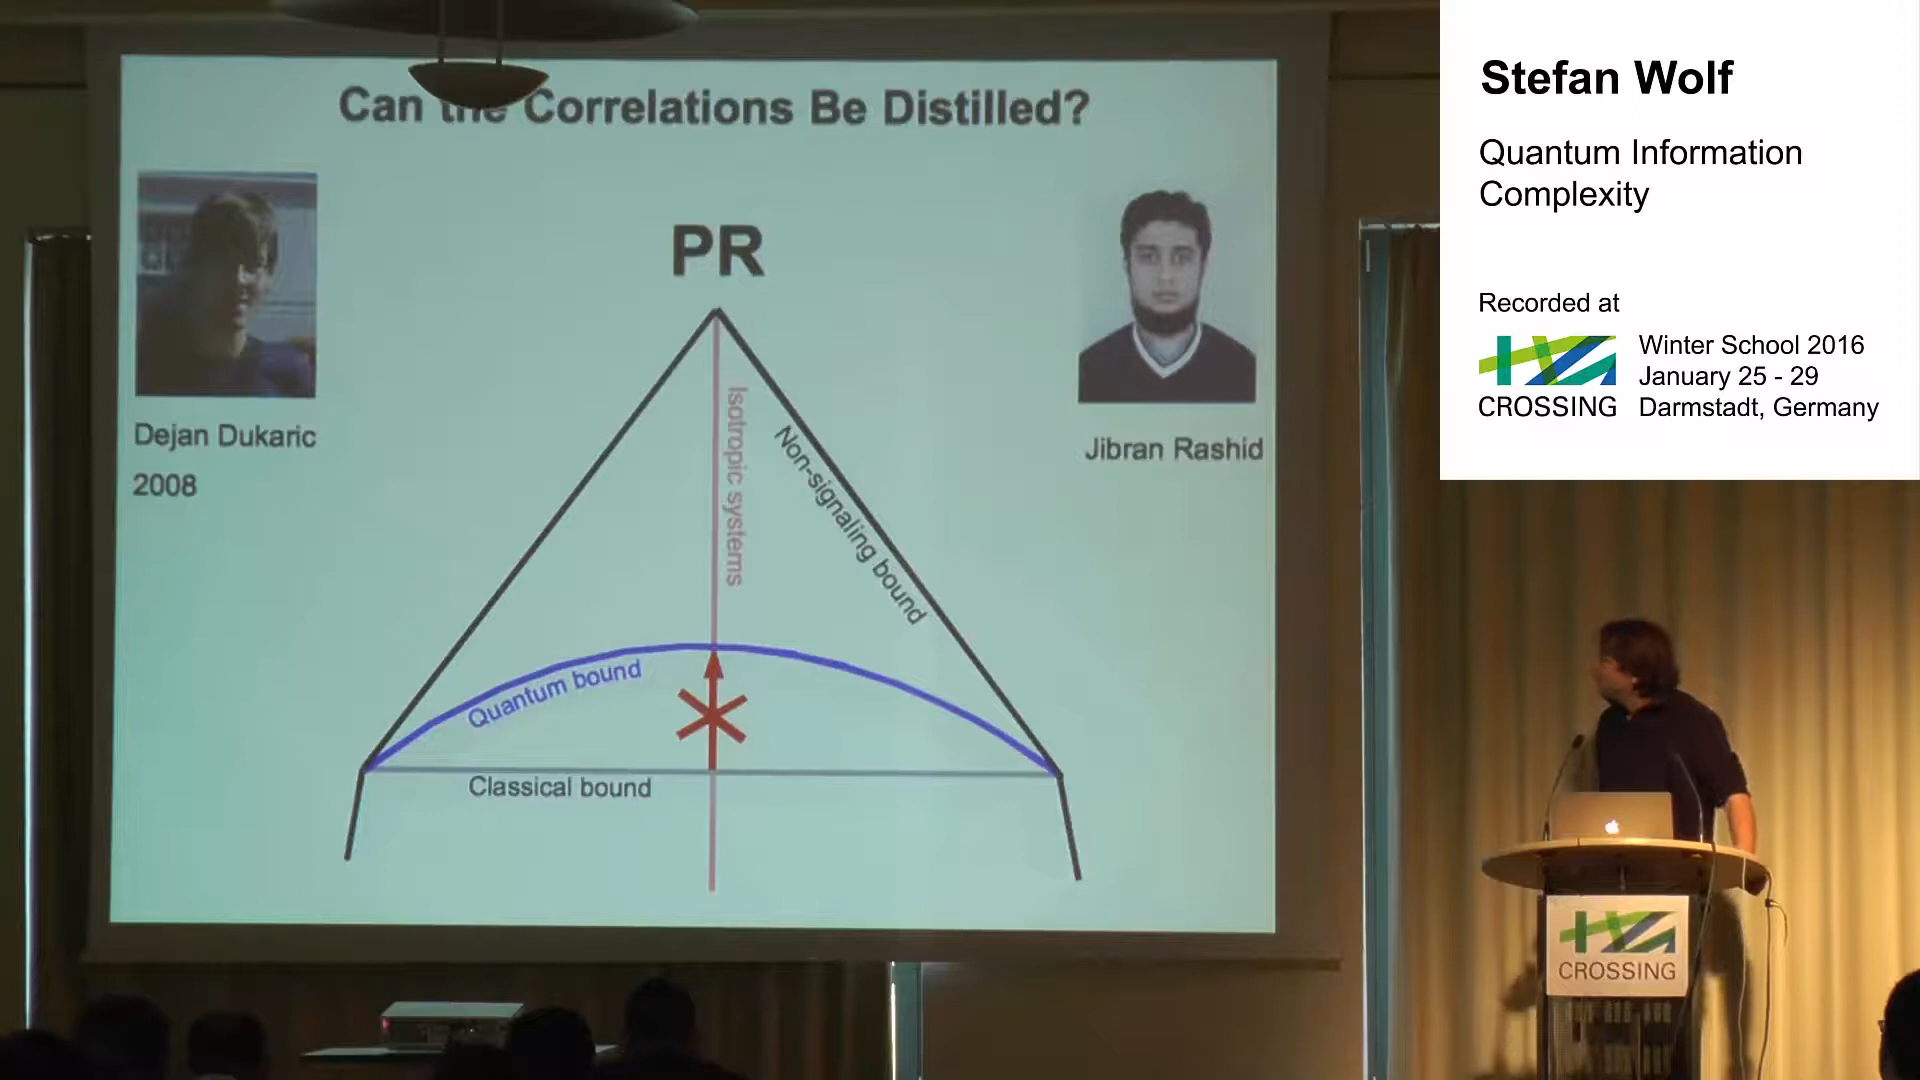 Can the Correlations Be Distilled?
PR
Dejan Dukaric
2008
Jibran Rashid
Isotropic systems
Non-signaling bound
Quantum bound
Classical bound
Stefan Wolf
Quantum Information
Complexity
Recorded at
CROSSING
Winter School 2016
January 25 - 29
Darmstadt, Germany
CROSSING